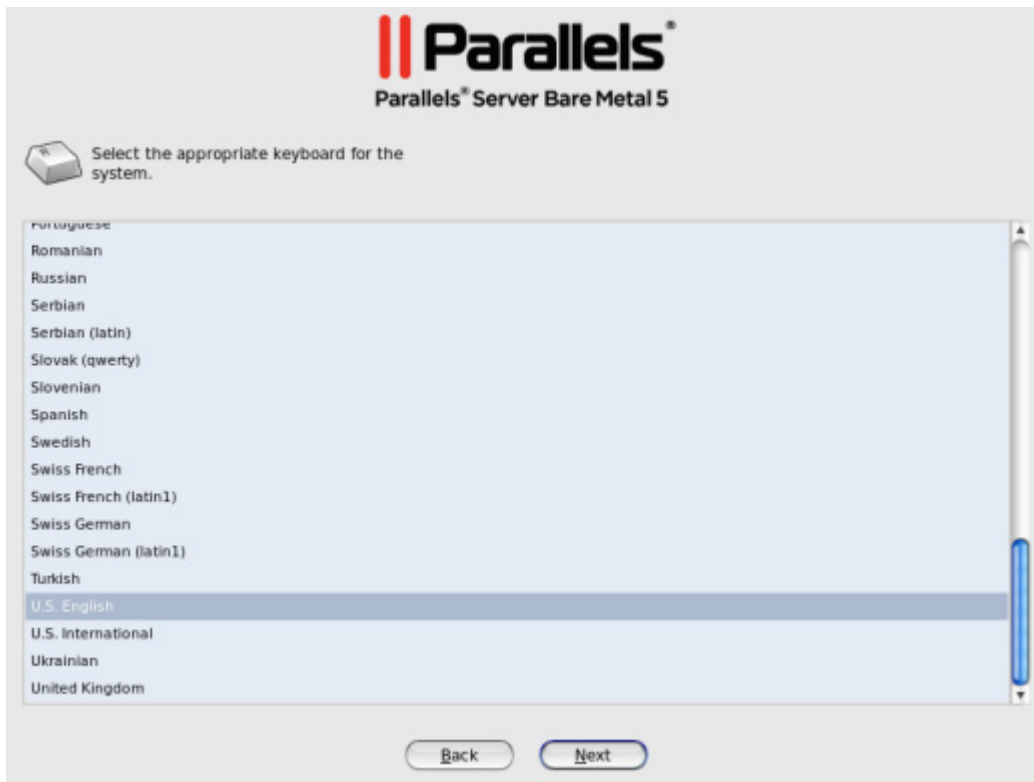 Parallels®
Parallels® Server Bare Metal 5
Select the appropriate keyboard for the
system.
Portuguese
Romanian
Russian
Serbian
Serbian (latin)
Slovak (qwerty)
Slovenian
Spanish
Swedish
Swiss French
Swiss French (latin1)
Swiss German
Swiss German (latin1)
Turkish
U.S. English
U.S. International
Ukrainian
United Kingdom
Back
Next